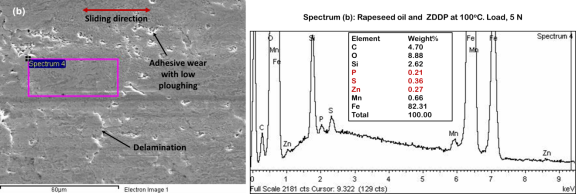 (b)
Sliding direction
Spectrum 4
Adhesive wear
with low
ploughing
Delamination
60µm
Electron Image 1
Spectrum (b): Rapeseed oil and ZDDP at 100°C. Load, 5 N
Element Weight%
C 4.70
O 8.88
Si 2.62
P 0.21
S 0.36
Zn 0.27
Mn 0.66
Fe 82.31
Total 100.00
Spectrum 4
O
Mn
Fe
Si
Fe
Mn
Fe
C
Zn
P
S
Mn
Zn
0 1 2 3 4 5 6 7 8 9
Full Scale 2181 cts Cursor: 9.322 (129 cts)
keV